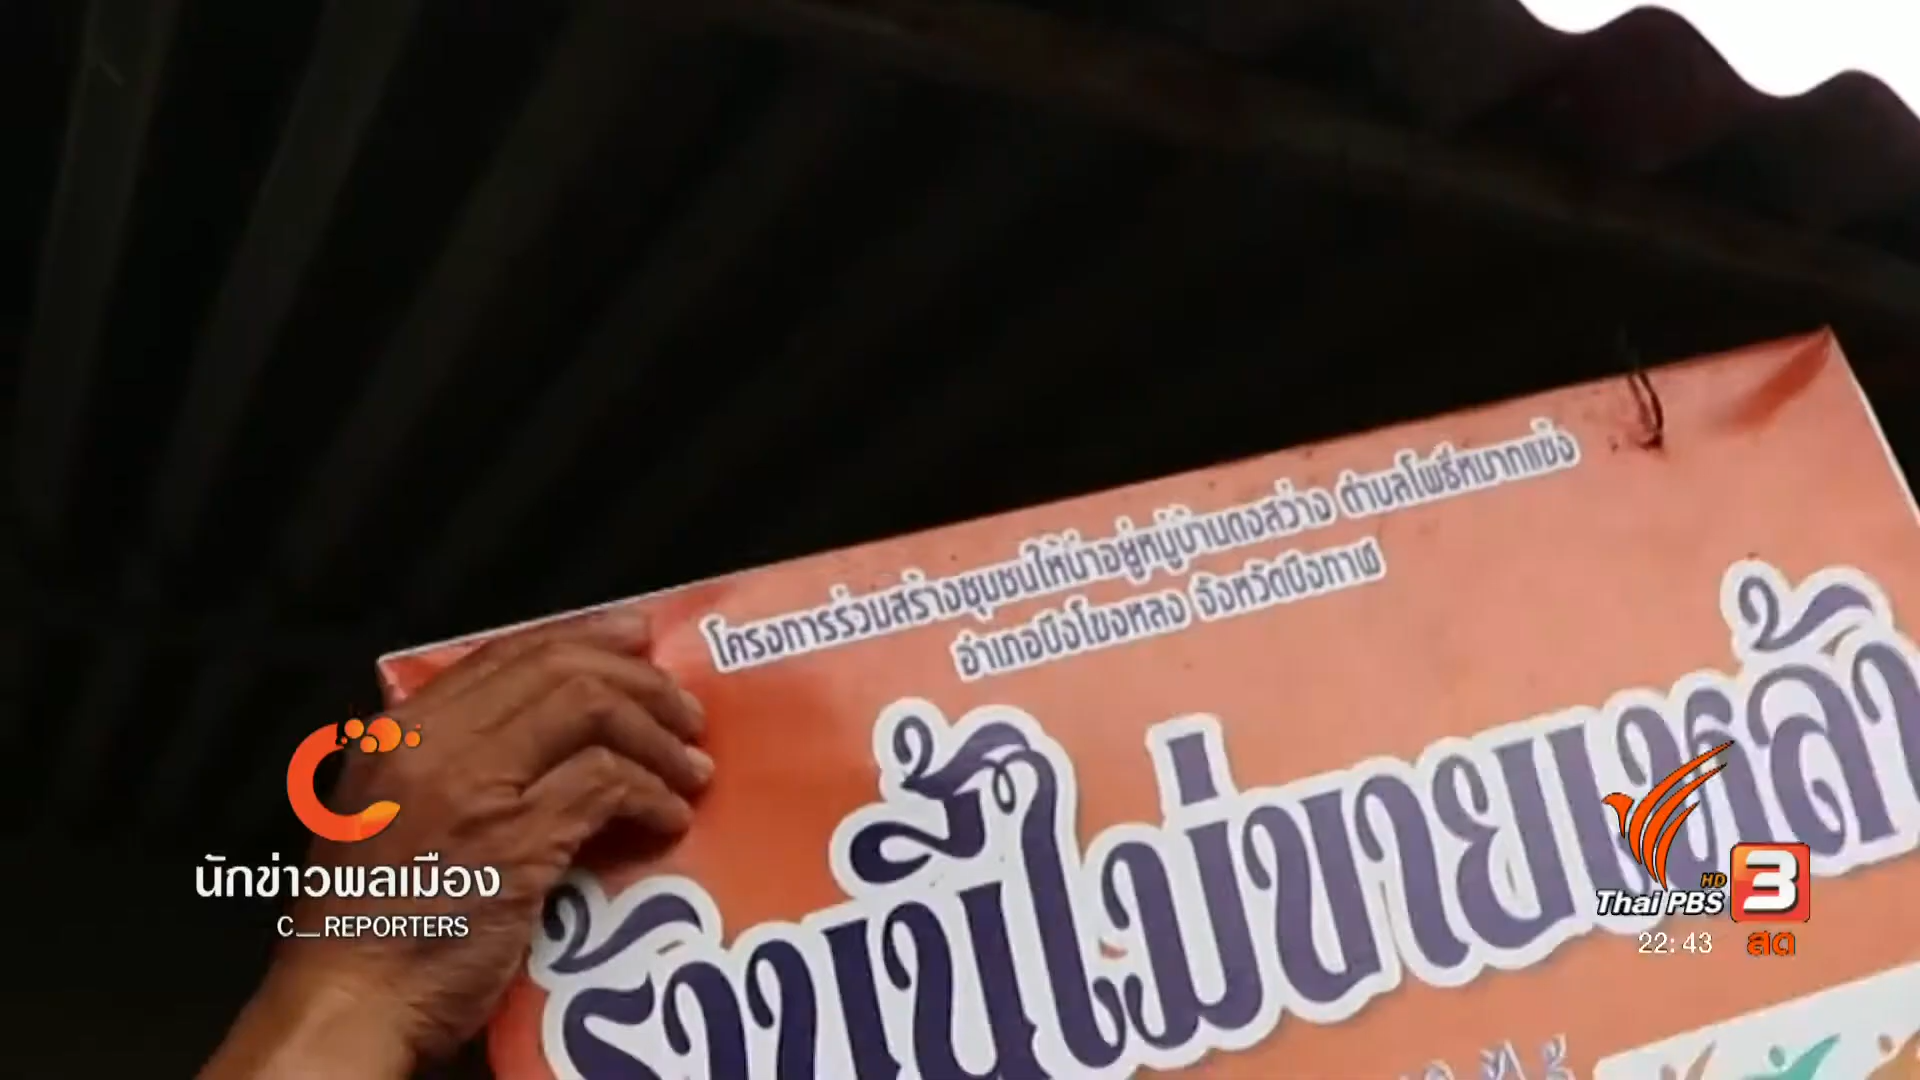 โครงการร่วมสร้างชุมชนให้น่าอยู่หมู่บ้านดงสว่าง ตำบลโพธิ์หมากแข้ง
อำเภอบึงโขงหลง จังหวัดบึงกาฬ
ร้านนี้ไม่ขายเหล้า
นักข่าวพลเมือง
C_REPORTERS
Thai PBS HD 3
22:43 สด